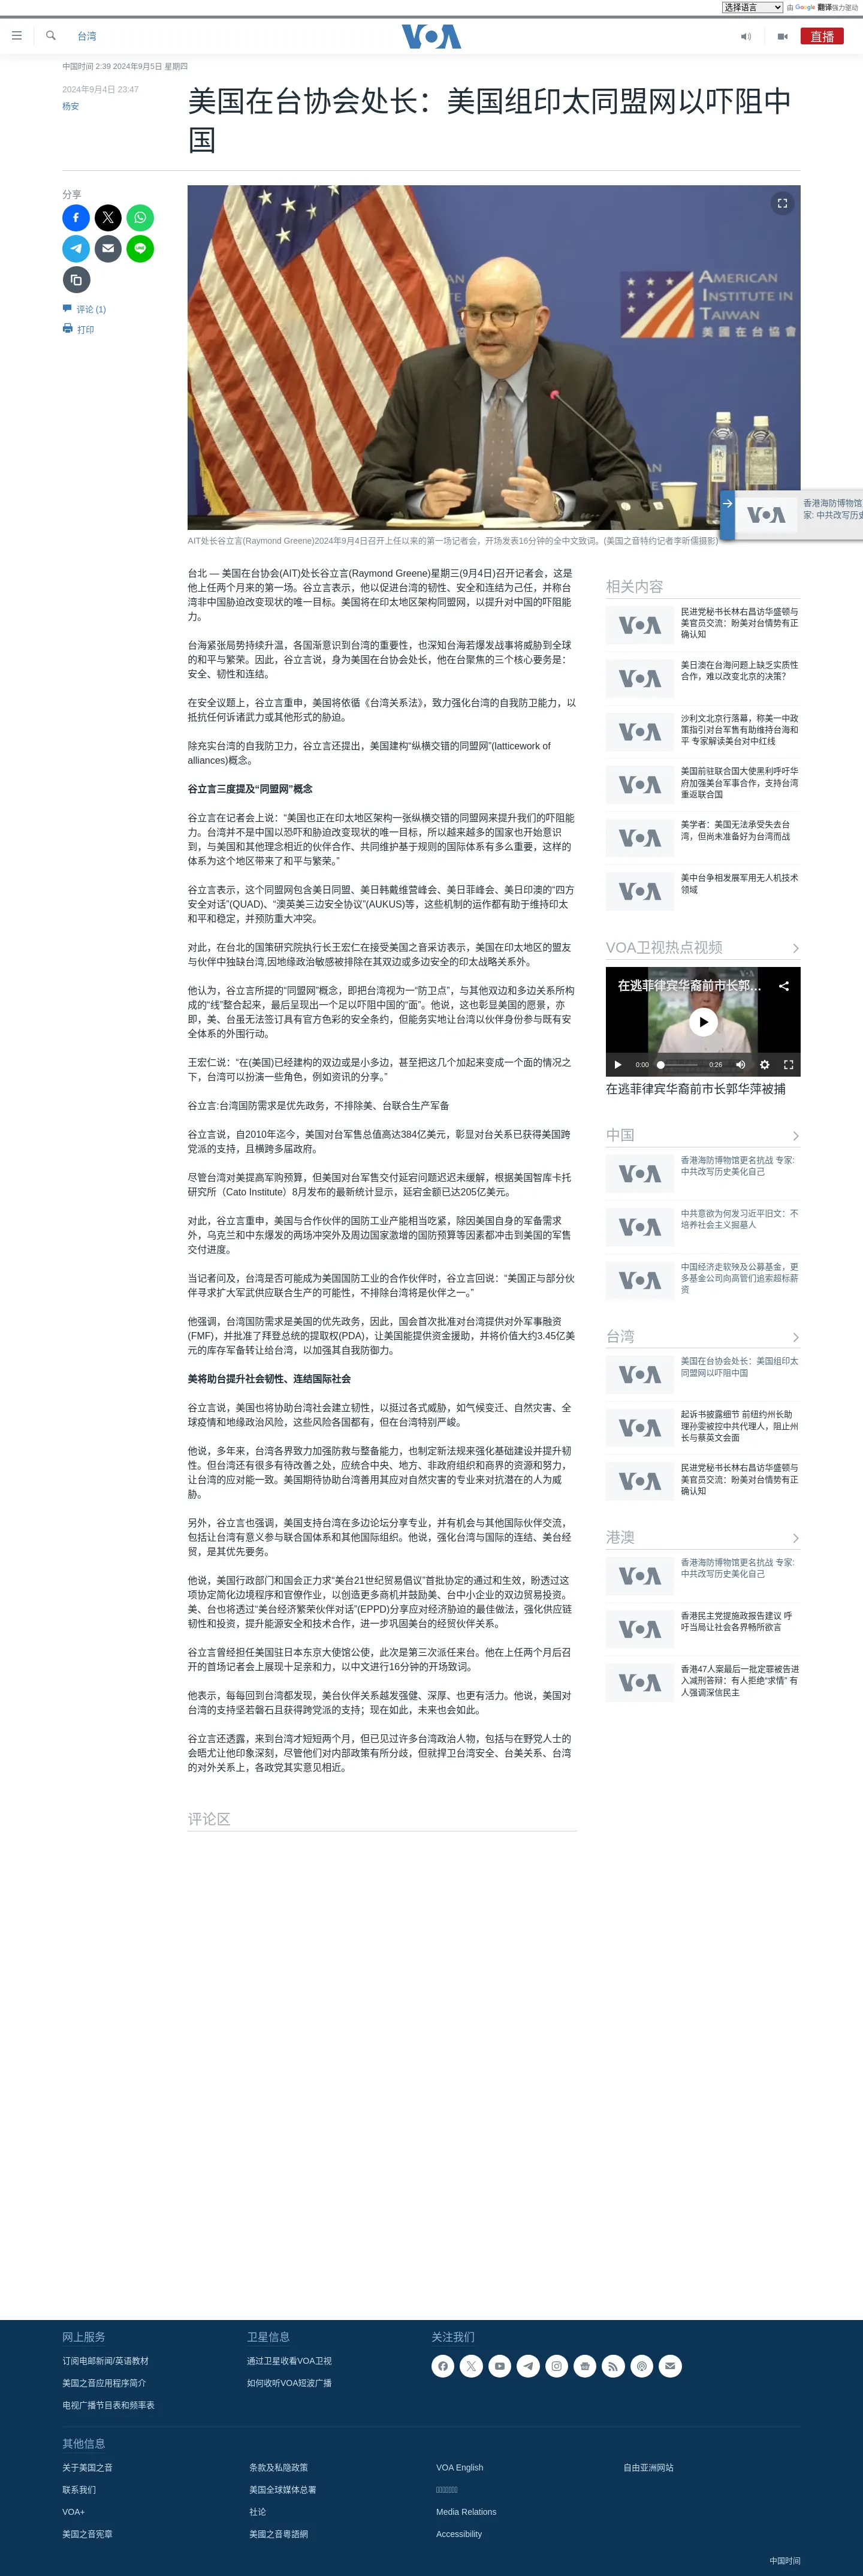 选择语言 由 Google 翻译强力驱动
台湾
VOA
直播
中国时间 2:39 2024年9月5日 星期四
2024年9月4日 23:47
杨安
美国在台协会处长：美国组印太同盟网以吓阻中
国
分享
评论 (1)
打印
AMERICAN
INSTITUTE IN
TAIWAN
美國在台協會
香港海防博物馆
家: 中共改写历史
VOA
AIT处长谷立言(Raymond Greene)2024年9月4日召开上任以来的第一场记者会，开场发表16分钟的全中文致词。(美国之音特约记者李昕儒摄影)
台北 — 美国在台协会(AIT)处长谷立言(Raymond Greene)星期三(9月4日)召开记者会，这是
他上任两个月来的第一场。谷立言表示，他以促进台湾的韧性、安全和连结为己任，并称台
湾非中国胁迫改变现状的唯一目标。美国将在印太地区架构同盟网，以提升对中国的吓阻能
力。
台海紧张局势持续升温，各国渐意识到台湾的重要性，也深知台海若爆发战事将威胁到全球
的和平与繁荣。因此，谷立言说，身为美国在台协会处长，他在台聚焦的三个核心要务是：
安全、韧性和连结。
在安全议题上，谷立言重申，美国将依循《台湾关系法》，致力强化台湾的自我防卫能力，以
抵抗任何诉诸武力或其他形式的胁迫。
除充实台湾的自我防卫力，谷立言还提出，美国建构“纵横交错的同盟网”(latticework of
alliances)概念。
谷立言三度提及“同盟网”概念
谷立言在记者会上说：“美国也正在印太地区架构一张纵横交错的同盟网来提升我们的吓阻能
力。台湾并不是中国以恐吓和胁迫改变现状的唯一目标，所以越来越多的国家也开始意识
到，与美国和其他理念相近的伙伴合作、共同维护基于规则的国际体系有多么重要，这样的
体系为这个地区带来了和平与繁荣。”
谷立言表示，这个同盟网包含美日同盟、美日韩戴维营峰会、美日菲峰会、美日印澳的“四方
安全对话”(QUAD)、“澳英美三边安全协议”(AUKUS)等，这些机制的运作都有助于维持印太
和平和稳定，并预防重大冲突。
对此，在台北的国策研究院执行长王宏仁在接受美国之音采访表示，美国在印太地区的盟友
与伙伴中独缺台湾,因地缘政治敏感被排除在其双边或多边安全的印太战略关系外。
他认为，谷立言所提的“同盟网”概念，即把台湾视为一“防卫点”，与其他双边和多边关系所构
成的“线”整合起来，最后呈现出一个足以吓阻中国的“面”。他说，这也彰显美国的愿景，亦
即，美、台虽无法签订具有官方色彩的安全条约，但能务实地让台湾以伙伴身份参与既有安
全体系的外围行动。
王宏仁说：“在(美国)已经建构的双边或是小多边，甚至把这几个加起来变成一个面的情况之
下，台湾可以扮演一些角色，例如资讯的分享。”
谷立言:台湾国防需求是优先政务，不排除美、台联合生产军备
谷立言说，自2010年迄今，美国对台军售总值高达384亿美元，彰显对台关系已获得美国跨
党派的支持，且横跨多届政府。
尽管台湾对美提高军购预算，但美国对台军售交付延宕问题迟迟未缓解，根据美国智库卡托
研究所（Cato Institute）8月发布的最新统计显示，延宕金额已达205亿美元。
对此，谷立言重申，美国与合作伙伴的国防工业产能相当吃紧，除因美国自身的军备需求
外，乌克兰和中东爆发的两场冲突外及周边国家激增的国防预算等因素都冲击到美国的军售
交付进度。
当记者问及，台湾是否可能成为美国国防工业的合作伙伴时，谷立言回说：“美国正与部分伙
伴寻求扩大军武供应联合生产的可能性，不排除台湾将是伙伴之一。”
他强调，台湾国防需求是美国的优先政务，因此，国会首次批准对台湾提供对外军事融资
(FMF)，并批准了拜登总统的提取权(PDA)，让美国能提供资金援助，并将价值大约3.45亿美
元的库存军备转让给台湾，以加强其自我防御力。
美将助台提升社会韧性、连结国际社会
谷立言说，美国也将协助台湾社会建立韧性，以挺过各式威胁，如气候变迁、自然灾害、全
球疫情和地缘政治风险，这些风险各国都有，但在台湾特别严峻。
他说，多年来，台湾各界致力加强防救与整备能力，也制定新法规来强化基础建设并提升韧
性。但台湾还有很多有待改善之处，应统合中央、地方、非政府组织和商界的资源和努力，
让台湾的应对能一致。美国期待协助台湾善用其应对自然灾害的专业来对抗潜在的人为威
胁。
另外，谷立言也强调，美国支持台湾在多边论坛分享专业，并有机会与其他国际伙伴交流，
包括让台湾有意义参与联合国体系和其他国际组织。他说，强化台湾与国际的连结、美台经
贸，是其优先要务。
他说，美国行政部门和国会正力求“美台21世纪贸易倡议”首批协定的通过和生效，盼透过这
项协定简化边境程序和官僚作业，以创造更多商机并鼓励美、台中小企业的双边贸易投资。
美、台也将透过“美台经济繁荣伙伴对话”(EPPD)分享应对经济胁迫的最佳做法，强化供应链
韧性和投资，提升能源安全和技术合作，进一步巩固美台的经贸伙伴关系。
谷立言曾经担任美国驻日本东京大使馆公使，此次是第三次派任来台。他在上任两个月后召
开的首场记者会上展现十足亲和力，以中文进行16分钟的开场致词。
他表示，每每回到台湾都发现，美台伙伴关系越发强健、深厚、也更有活力。他说，美国对
台湾的支持坚若磐石且获得跨党派的支持；现在如此，未来也会如此。
谷立言还透露，来到台湾才短短两个月，但已见过许多台湾政治人物，包括与在野党人士的
会晤尤让他印象深刻，尽管他们对内部政策有所分歧，但就捍卫台湾安全、台美关系、台湾
的对外关系上，各政党其实意见相近。
评论区
相关内容
VOA
民进党秘书长林右昌访华盛顿与
美官员交流：盼美对台情势有正
确认知
VOA
美日澳在台海问题上缺乏实质性
合作，难以改变北京的决策?
VOA
沙利文北京行落幕，称美一中政
策指引对台军售有助维持台海和
平 专家解读美台对中红线
VOA
美国前驻联合国大使黑利呼吁华
府加强美台军事合作，支持台湾
重返联合国
VOA
美学者：美国无法承受失去台
湾，但尚未准备好为台湾而战
VOA
美中台争相发展军用无人机技术
领域
VOA卫视热点视频
在逃菲律宾华裔前市长郭...
0:00 0:26
在逃菲律宾华裔前市长郭华萍被捕
中国
VOA
香港海防博物馆更名抗战 专家:
中共改写历史美化自己
VOA
中共意欲为何发习近平旧文：不
培养社会主义掘墓人
VOA
中国经济走软殃及公募基金，更
多基金公司向高管们追索超标薪
资
台湾
VOA
美国在台协会处长：美国组印太
同盟网以吓阻中国
VOA
起诉书披露细节 前纽约州长助
理孙雯被控中共代理人，阻止州
长与蔡英文会面
VOA
民进党秘书长林右昌访华盛顿与
美官员交流：盼美对台情势有正
确认知
港澳
VOA
香港海防博物馆更名抗战 专家:
中共改写历史美化自己
VOA
香港民主党提施政报告建议 呼
吁当局让社会各界畅所欲言
VOA
香港47人案最后一批定罪被告进
入减刑答辩：有人拒绝“求情” 有
人强调深信民主
网上服务
订阅电邮新闻/英语教材
美国之音应用程序简介
电视广播节目表和频率表
卫星信息
通过卫星收看VOA卫视
如何收听VOA短波广播
关注我们
其他信息
关于美国之音
联系我们
VOA+
美国之音宪章
条款及私隐政策
美国全球媒体总署
社论
美國之音粵語網
VOA English
Media Relations
Accessibility
自由亚洲网站
中国时间